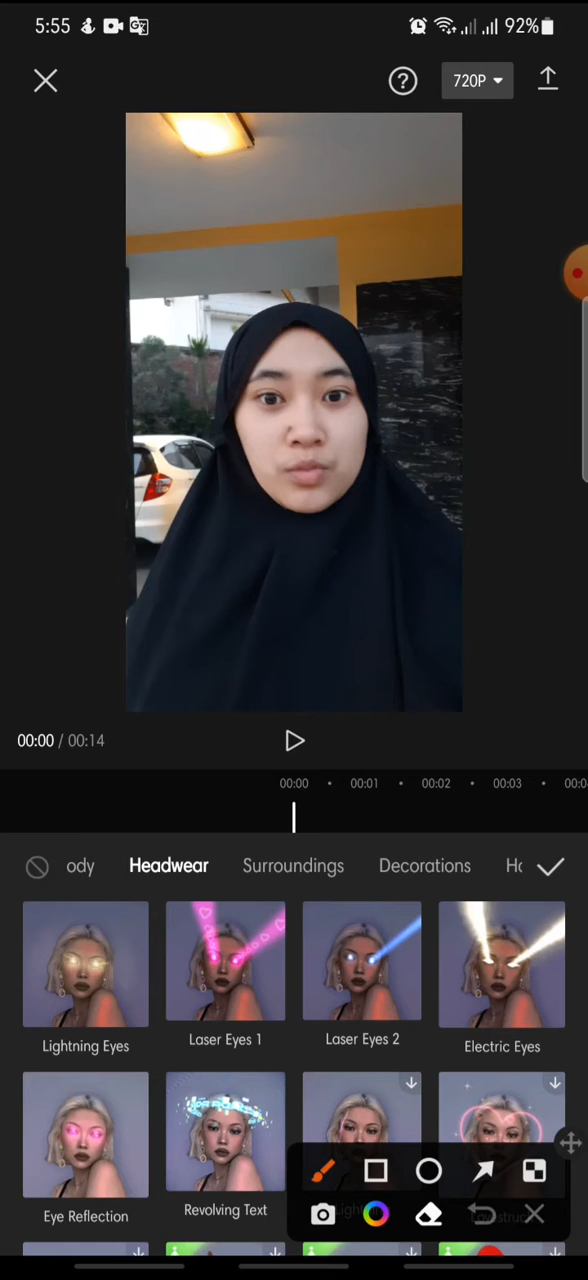 5:55
92%
720P
00:00 / 00:14
00:00 00:01 00:02 00:03
ody Headwear Surroundings Decorations
Lightning Eyes Laser Eyes 1 Laser Eyes 2 Electric Eyes
Eye Reflection Revolving Text